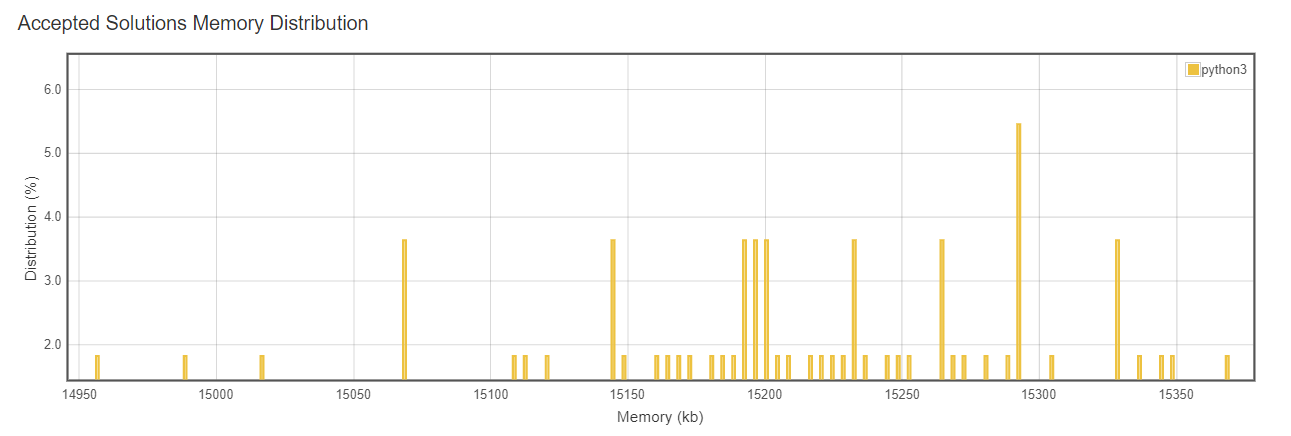 Accepted Solutions Memory Distribution
python3
6.0
5.0
4.0
3.0
2.0
Distribution (%)
14950 15000 15050 15100 15150 15200 15250 15300 15350
Memory (kb)